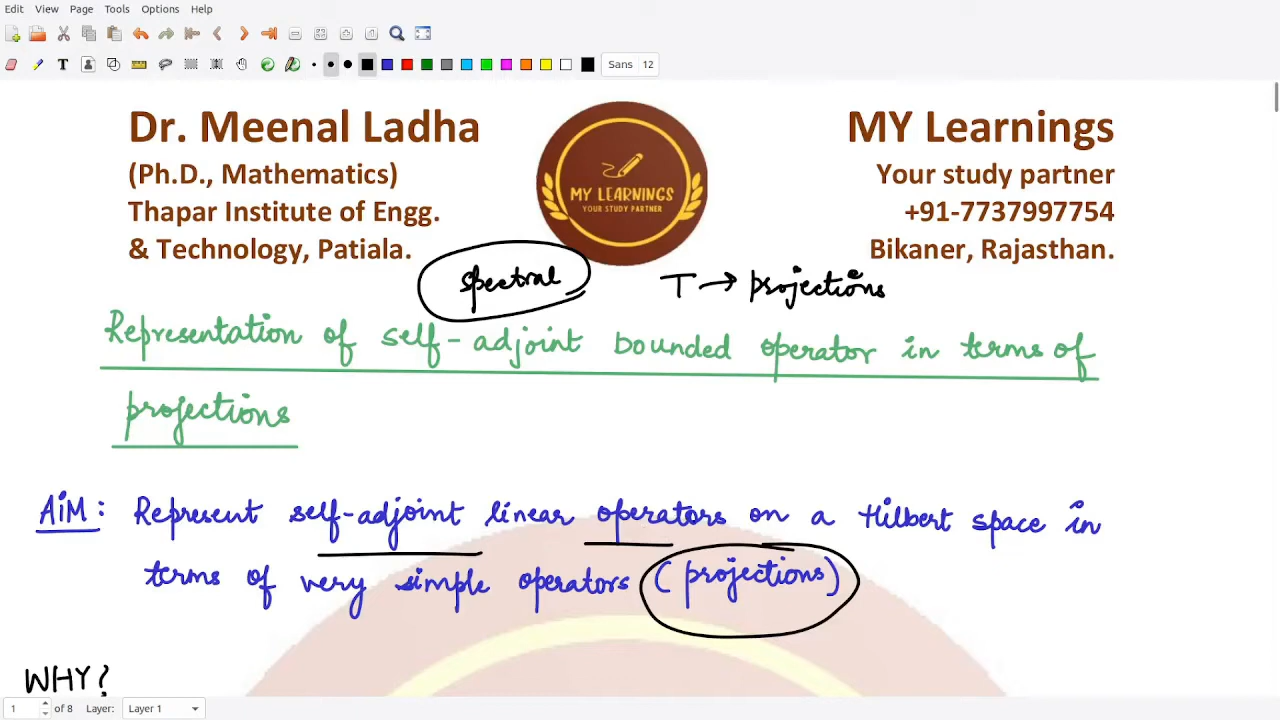 Edit View Page Tools Options Help
Sans 12
Dr. Meenal Ladha
(Ph.D., Mathematics)
Thapar Institute of Engg.
& Technology, Patiala.
MY LEARNINGS
YOUR STUDY PARTNER
MY Learnings
Your study partner
+91-7737997754
Bikaner, Rajasthan.
spectral T → projections
Representation of self-adjoint bounded operator in terms of
projections
AiM: Represent self-adjoint linear operators on a Hilbert space in
terms of very simple operators (projections)
WHY?
1 of 8 Layer: Layer 1